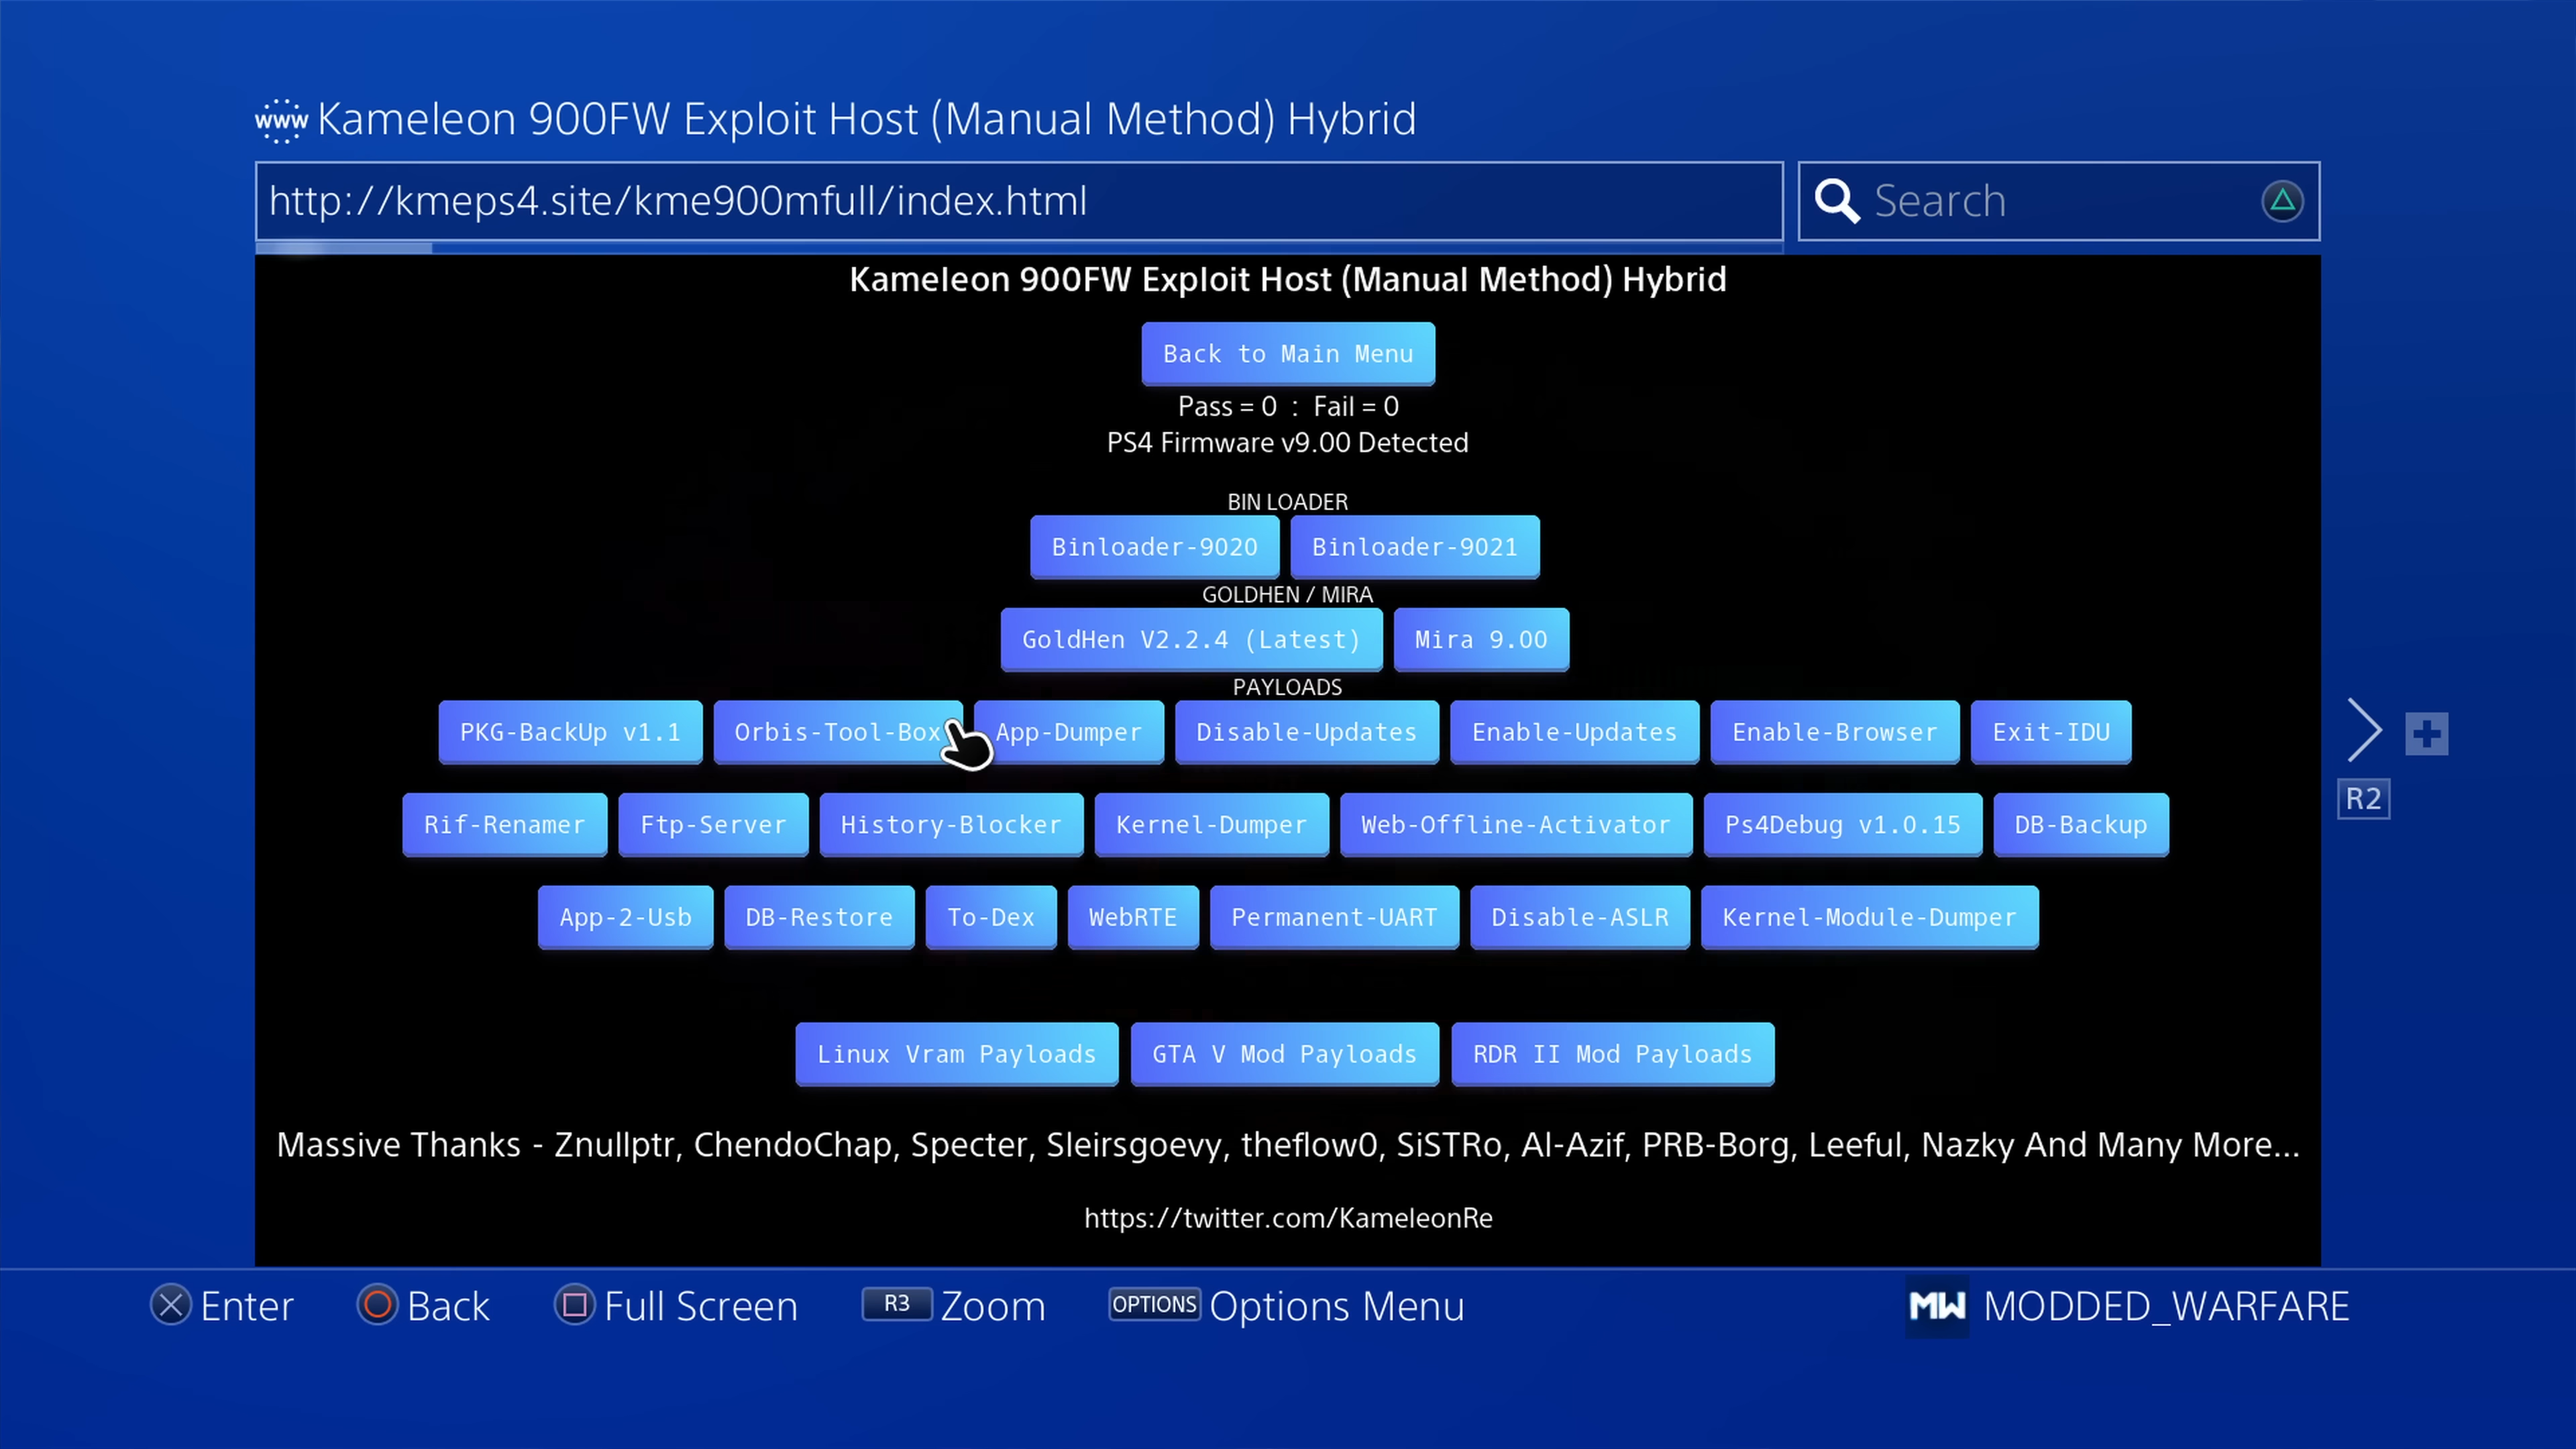 www Kameleon 900FW Exploit Host (Manual Method) Hybrid
http://kmeps4.site/kme900mfull/index.html Search
Kameleon 900FW Exploit Host (Manual Method) Hybrid
Back to Main Menu
Pass = 0 : Fail = 0
PS4 Firmware v9.00 Detected
BIN LOADER
Binloader-9020 Binloader-9021
GOLDHEN / MIRA
GoldHen V2.2.4 (Latest) Mira 9.00
PAYLOADS
PKG-BackUp v1.1 Orbis-Tool-Box App-Dumper Disable-Updates Enable-Updates Enable-Browser Exit-IDU
R2
Rif-Renamer Ftp-Server History-Blocker Kernel-Dumper Web-Offline-Activator Ps4Debug v1.0.15 DB-Backup
App-2-Usb DB-Restore To-Dex WebRTE Permanent-UART Disable-ASLR Kernel-Module-Dumper
Linux Vram Payloads GTA V Mod Payloads RDR II Mod Payloads
Massive Thanks - Znullptr, ChendoChap, Specter, Sleirsgoevy, theflow0, SiSTRo, Al-Azif, PRB-Borg, Leeful, Nazky And Many More...
https://twitter.com/KameleonRe
Enter Back Full Screen R3 Zoom OPTIONS Options Menu MW MODDED_WARFARE